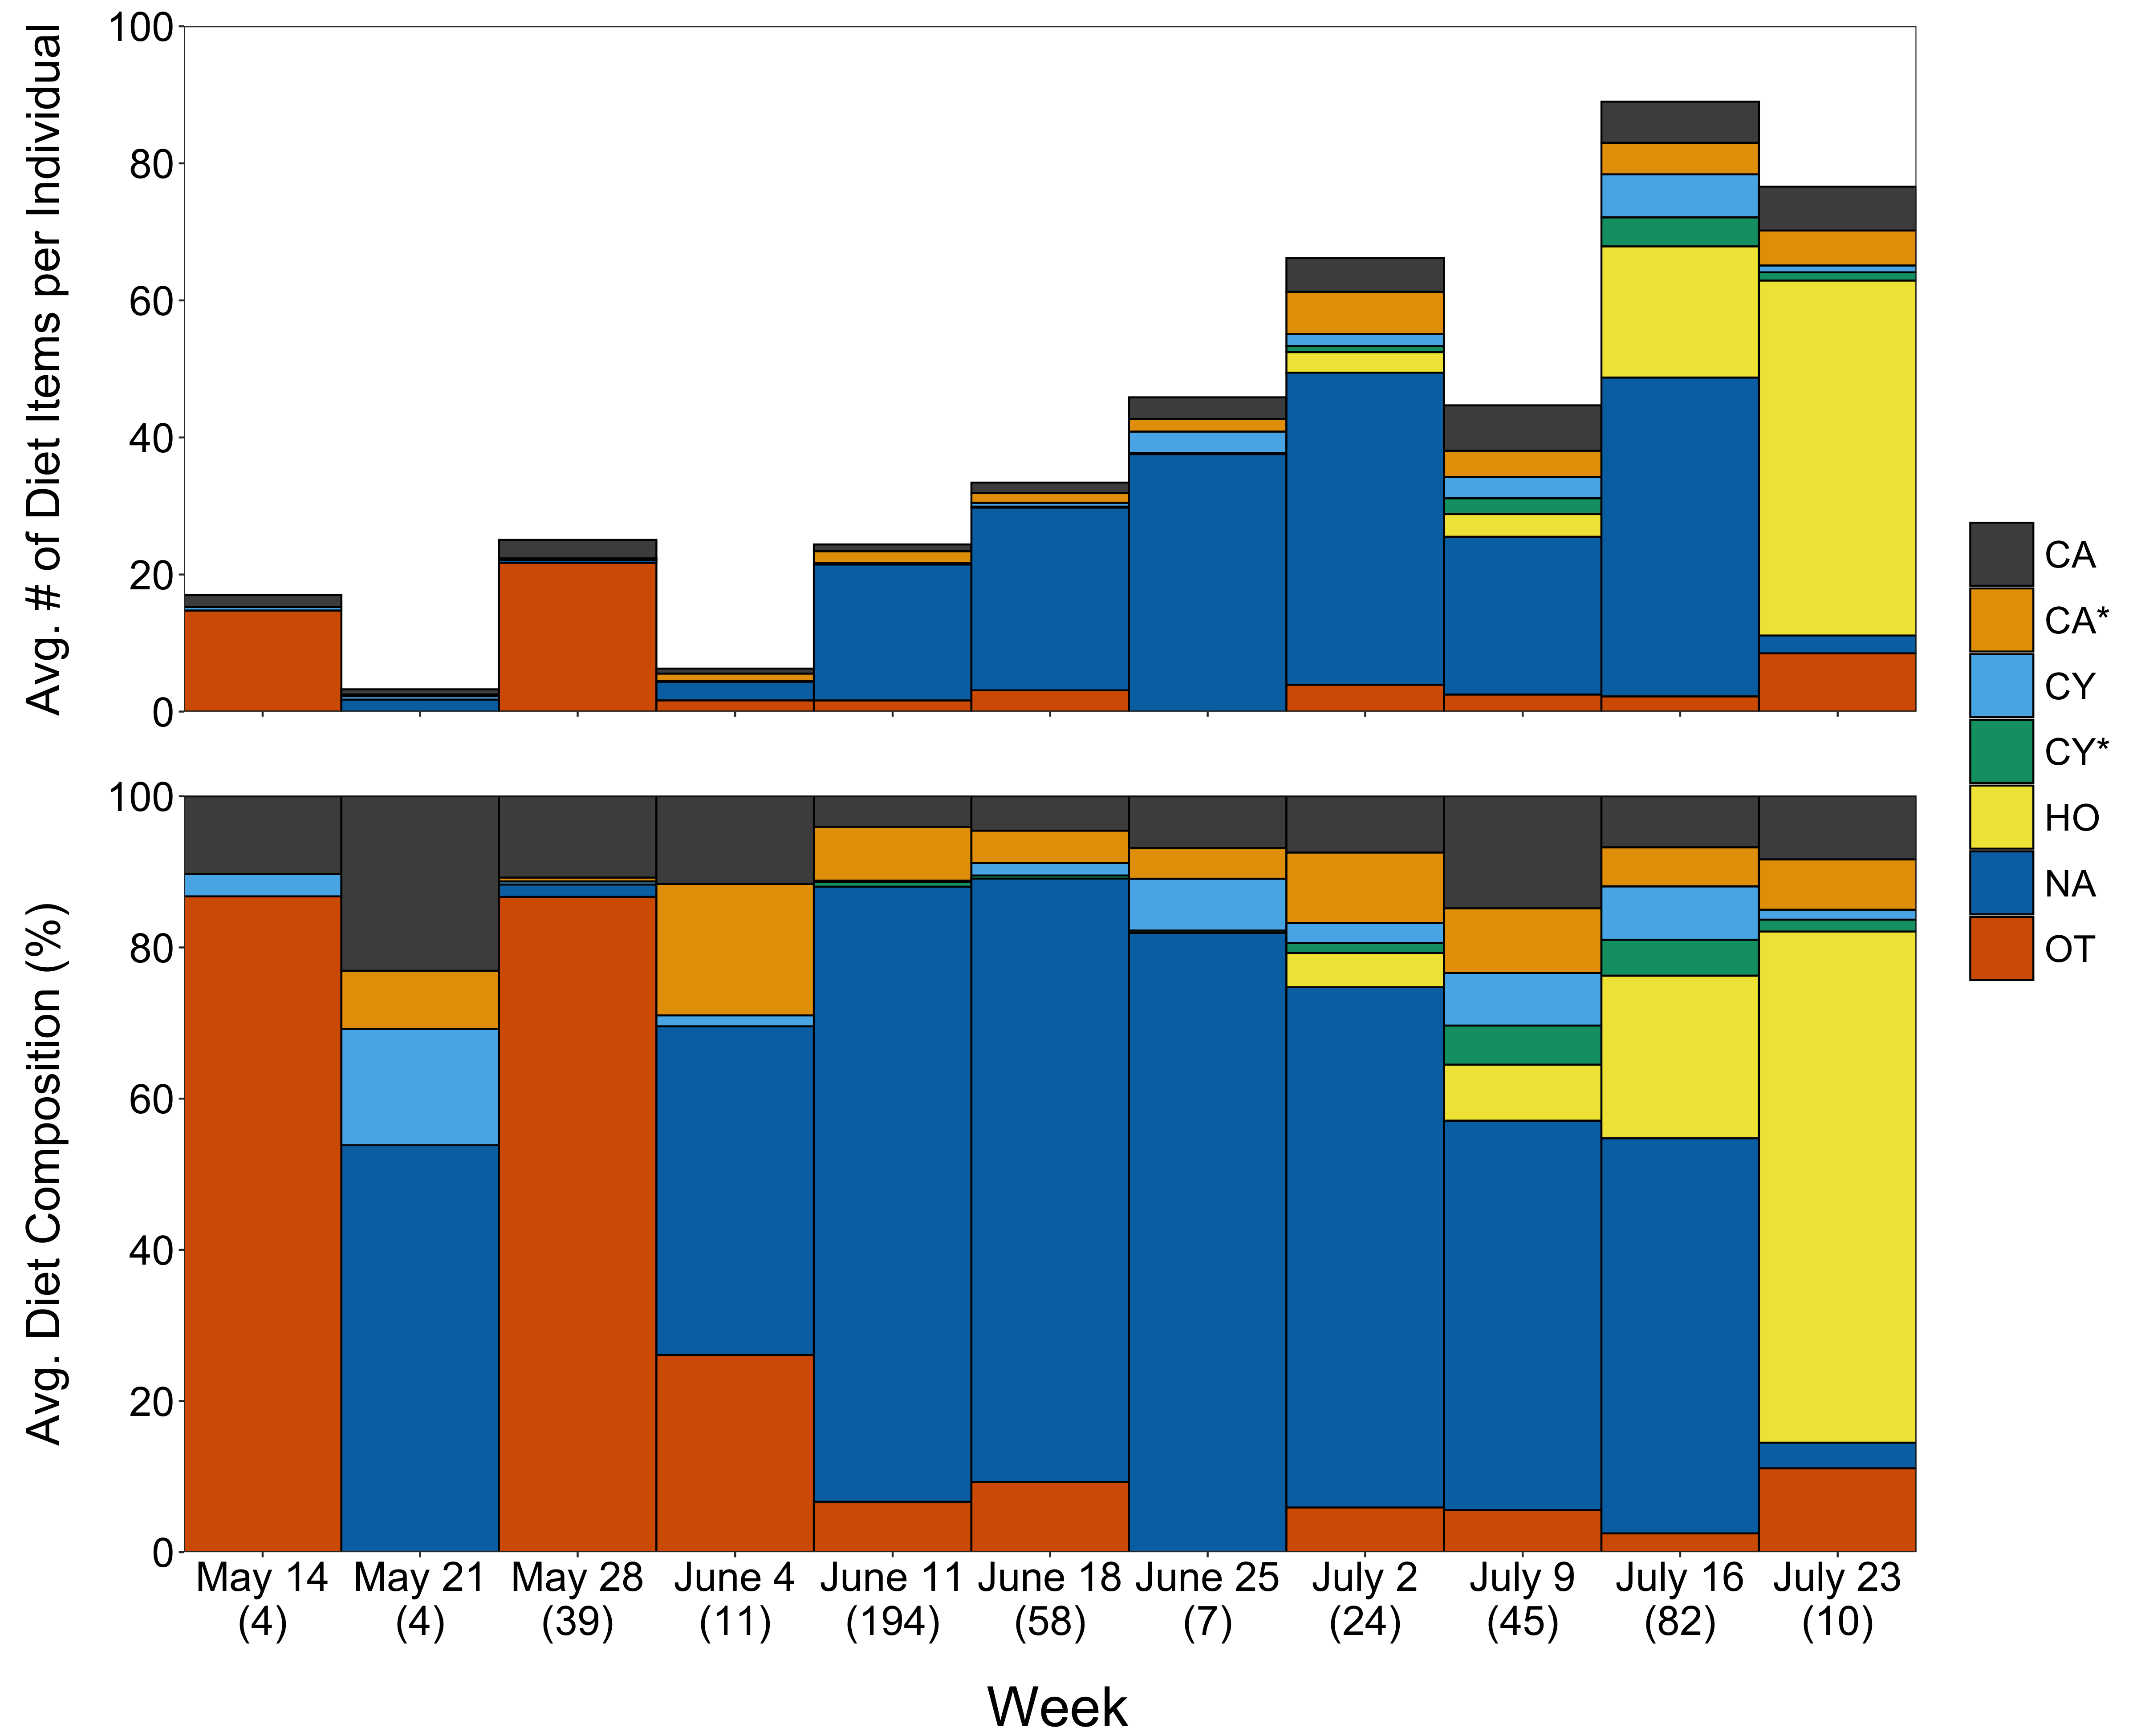 Avg. # of Diet Items per Individual
100
80
60
40
20
0
Avg. Diet Composition (%)
100
80
60
40
20
0
May 14 May 21 May 28 June 4 June 11 June 18 June 25 July 2 July 9 July 16 July 23
(4) (4) (39) (11) (194) (58) (7) (24) (45) (82) (10)
Week
CA
CA*
CY
CY*
HO
NA
OT